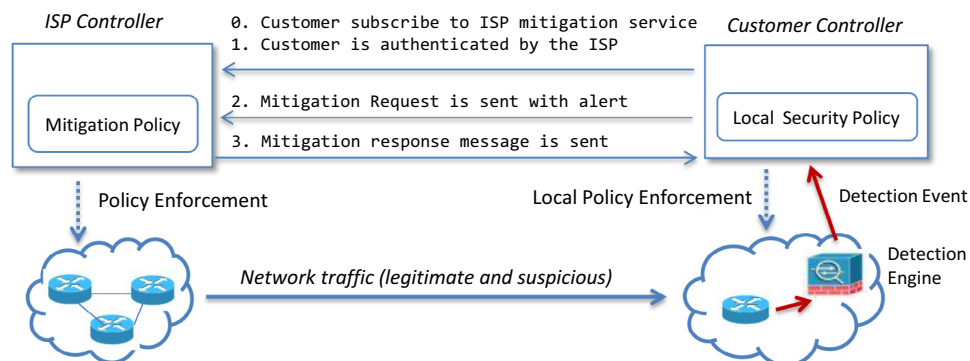 ISP Controller
0. Customer subscribe to ISP mitigation service
1. Customer is authenticated by the ISP
Customer Controller
2. Mitigation Request is sent with alert
Mitigation Policy
Local Security Policy
3. Mitigation response message is sent
Policy Enforcement
Local Policy Enforcement
Detection Event
Network traffic (legitimate and suspicious)
Detection
Engine